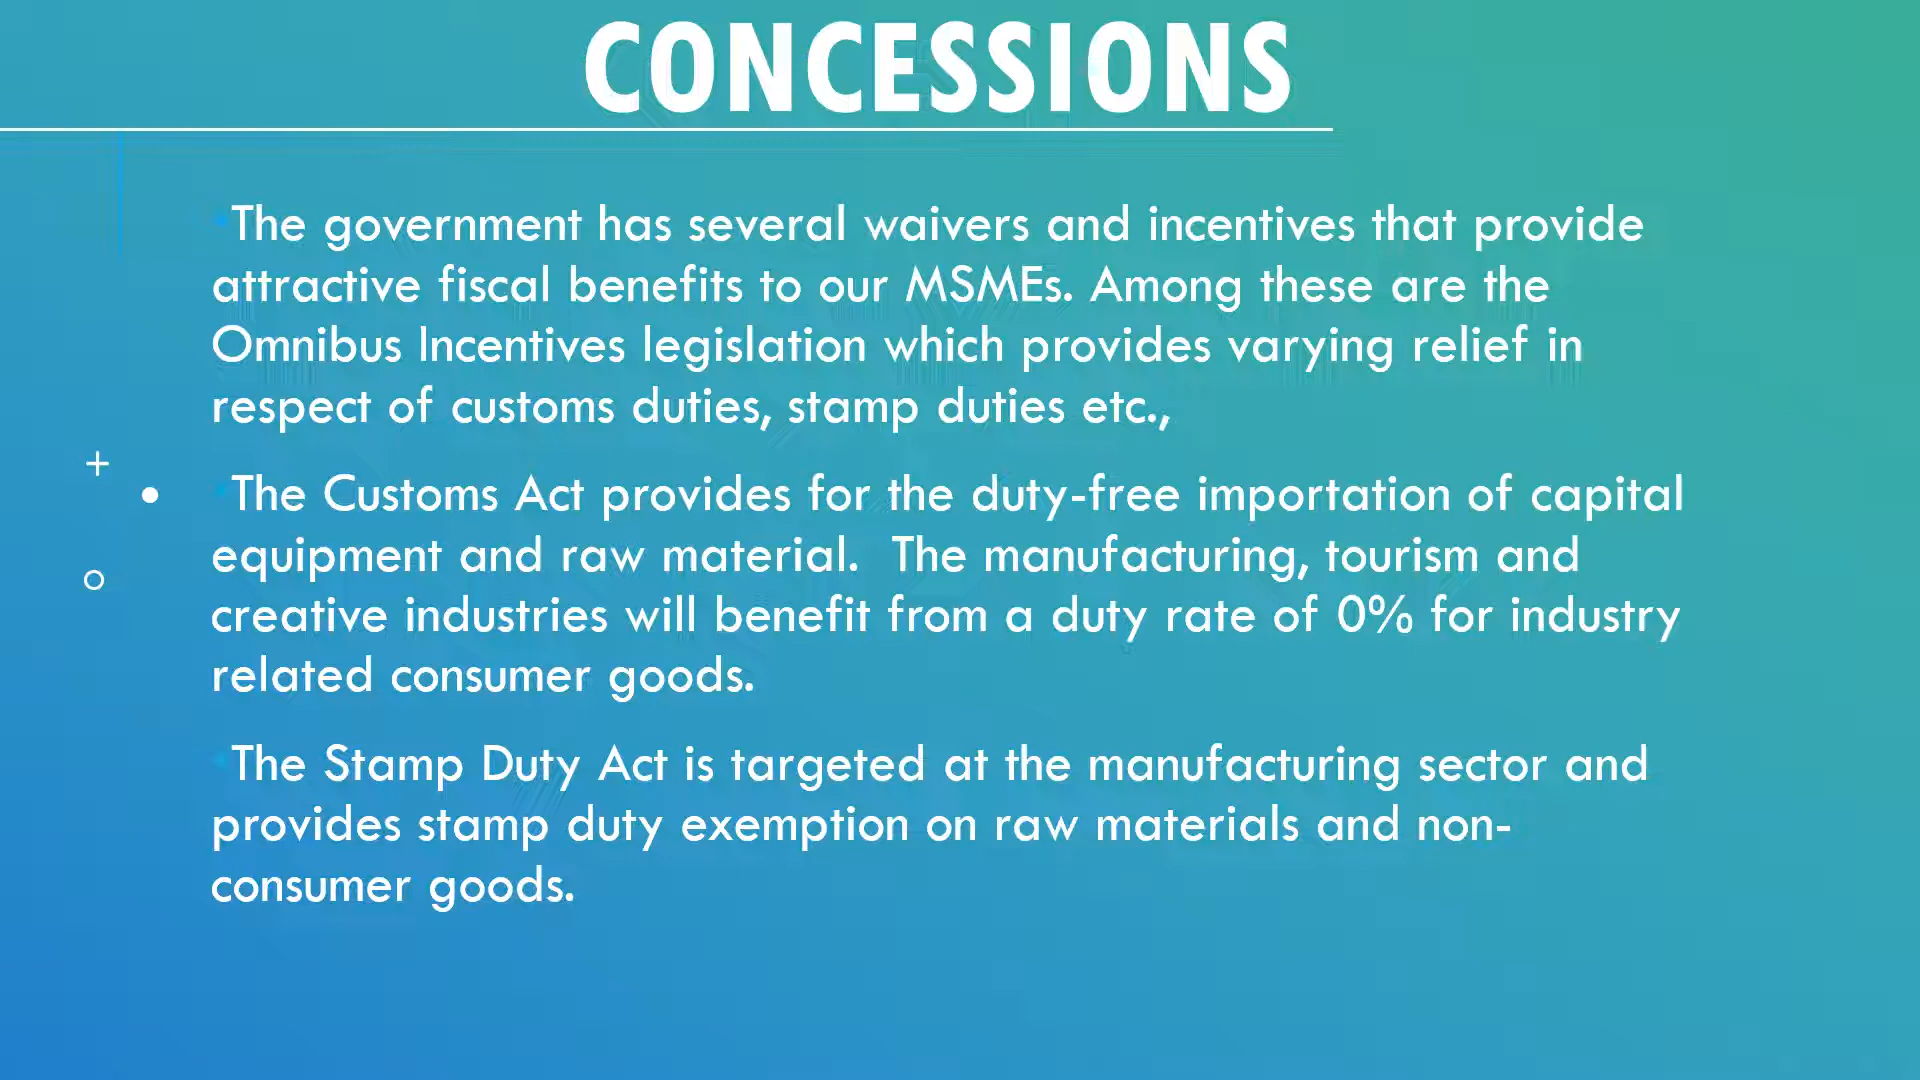 CONCESSIONS
•The government has several waivers and incentives that provide
attractive fiscal benefits to our MSMEs. Among these are the
Omnibus Incentives legislation which provides varying relief in
respect of customs duties, stamp duties etc.,
•The Customs Act provides for the duty-free importation of capital
equipment and raw material.  The manufacturing, tourism and
creative industries will benefit from a duty rate of 0% for industry
related consumer goods.
•The Stamp Duty Act is targeted at the manufacturing sector and
provides stamp duty exemption on raw materials and non-
consumer goods.